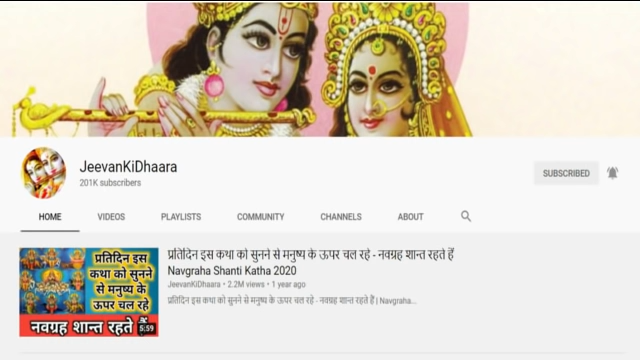 JeevanKiDhaara
201K subscribers
SUBSCRIBED
HOME VIDEOS PLAYLISTS COMMUNITY CHANNELS ABOUT
प्रतिदिन इस
कथा को सुनने
से मनुष्य के
ऊपर चल रहे
नवग्रह शान्त रहते हैं
5:59
प्रतिदिन इस कथा को सुनने से मनुष्य के ऊपर चल रहे - नवग्रह शान्त रहते हैं
Navgraha Shanti Katha 2020
JeevanKiDhaara • 2.2M views • 1 year ago
प्रतिदिन इस कथा को सुनने से मनुष्य के ऊपर चल रहे - नवग्रह शान्त रहते हैं | Navgraha...